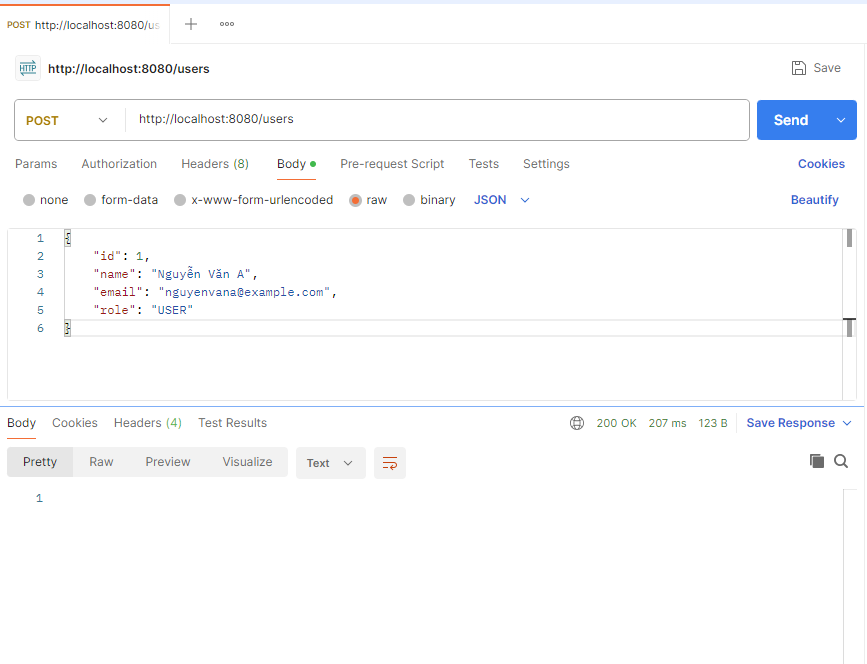 POST http://localhost:8080/us
HTTP http://localhost:8080/users Save
POST http://localhost:8080/users Send
Params Authorization Headers (8) Body Pre-request Script Tests Settings Cookies
none form-data x-www-form-urlencoded raw binary JSON Beautify
1 {
2 "id": 1,
3 "name": "Nguyễn Văn A",
4 "email": "nguyenvana@example.com",
5 "role": "USER"
6 }
Body Cookies Headers (4) Test Results 200 OK 207 ms 123 B Save Response
Pretty Raw Preview Visualize Text
1